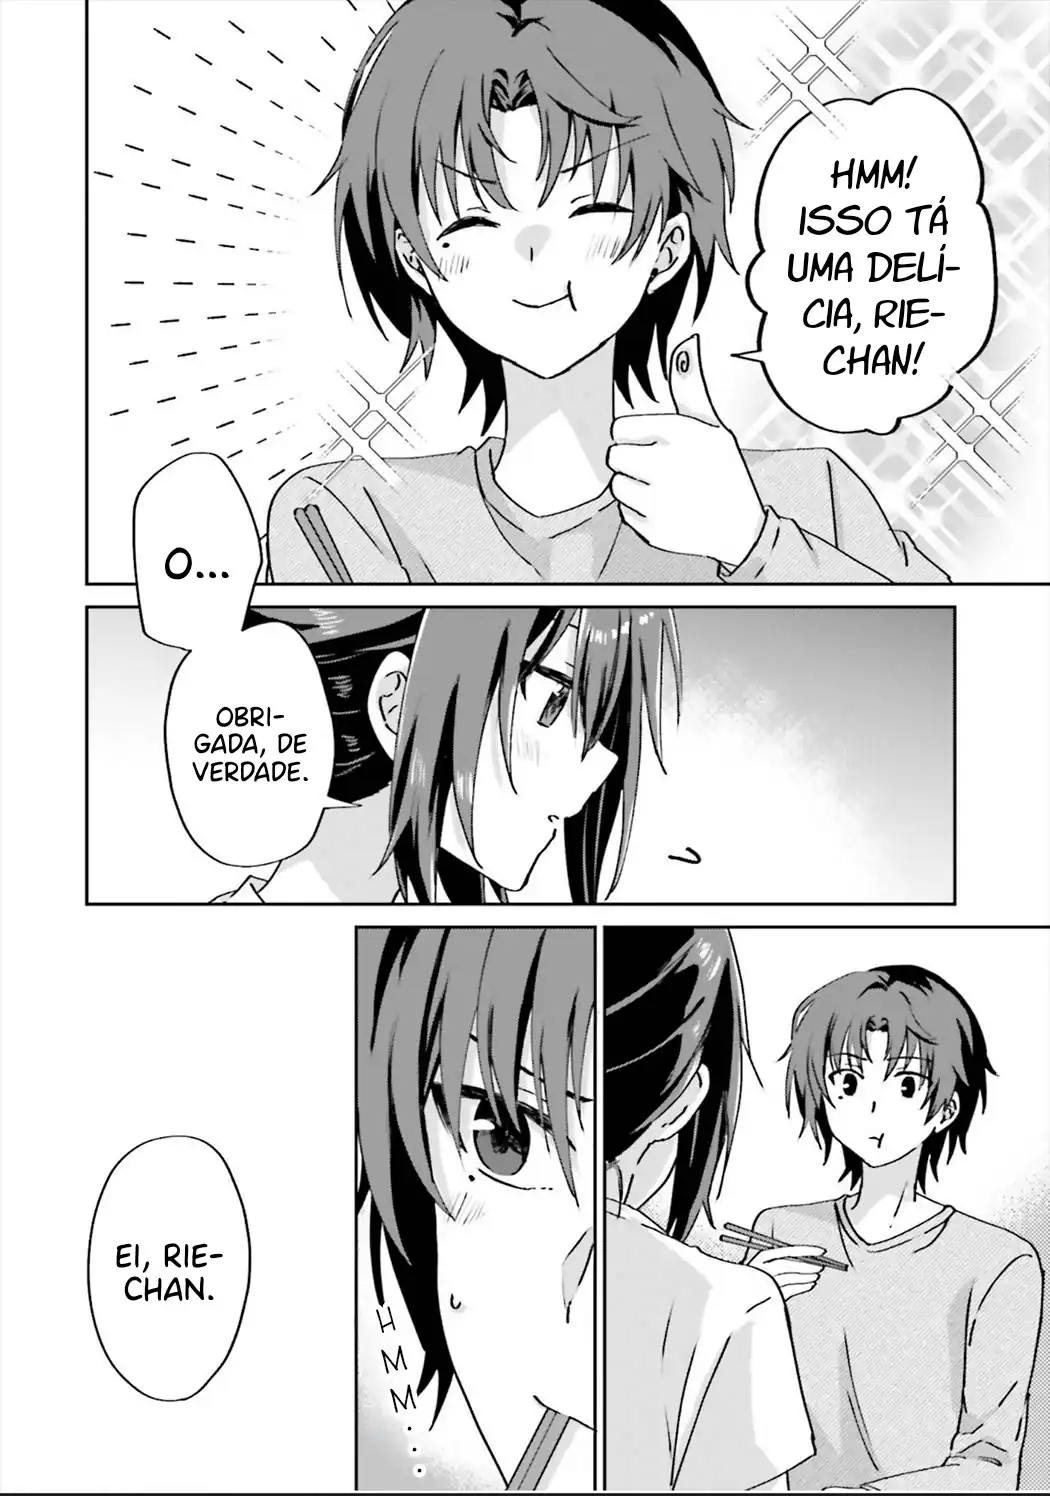 HMM!
ISSO TÁ
UMA DELÍ-
CIA, RIE-
CHAN!
O...
OBRI-
GADA, DE
VERDADE.
HMM...
EI, RIE-
CHAN.